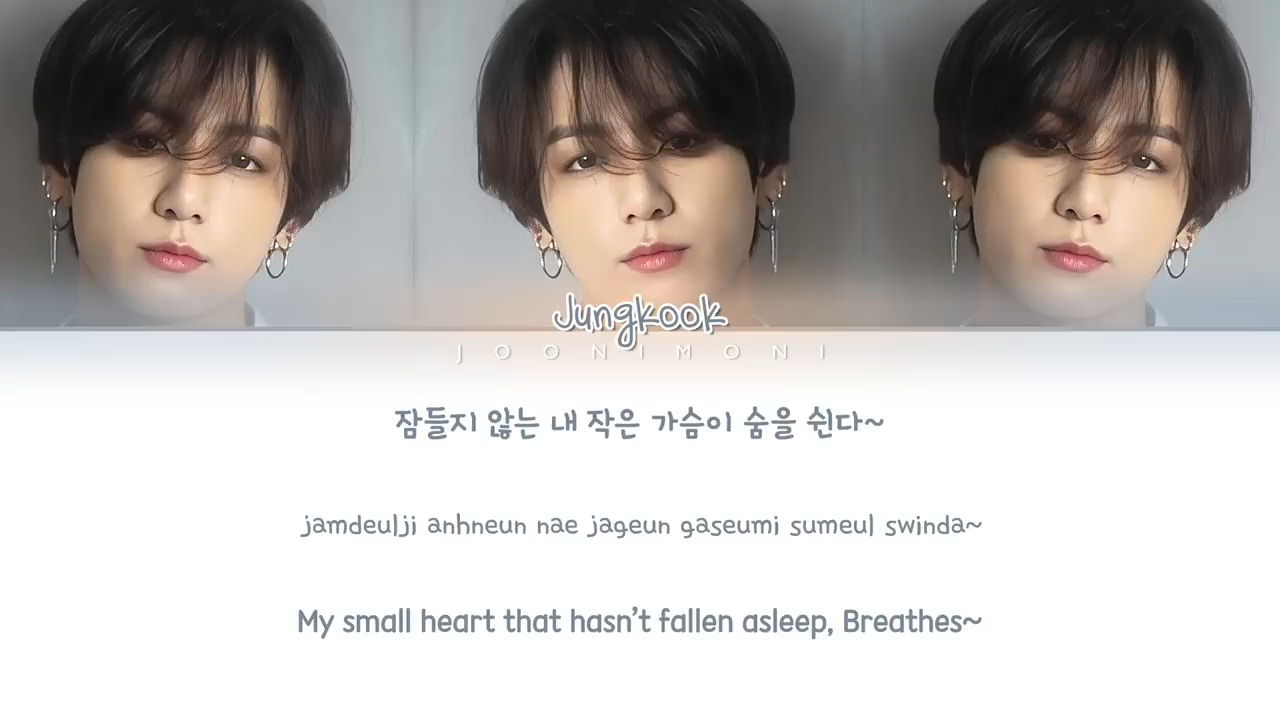 Jungkook
JOONIMONI
잠들지 않는 내 작은 가슴이 숨을 쉰다~
jamdeulji anhneun nae jageun gaseumi sumeul swinda~
My small heart that hasn't fallen asleep, Breathes~